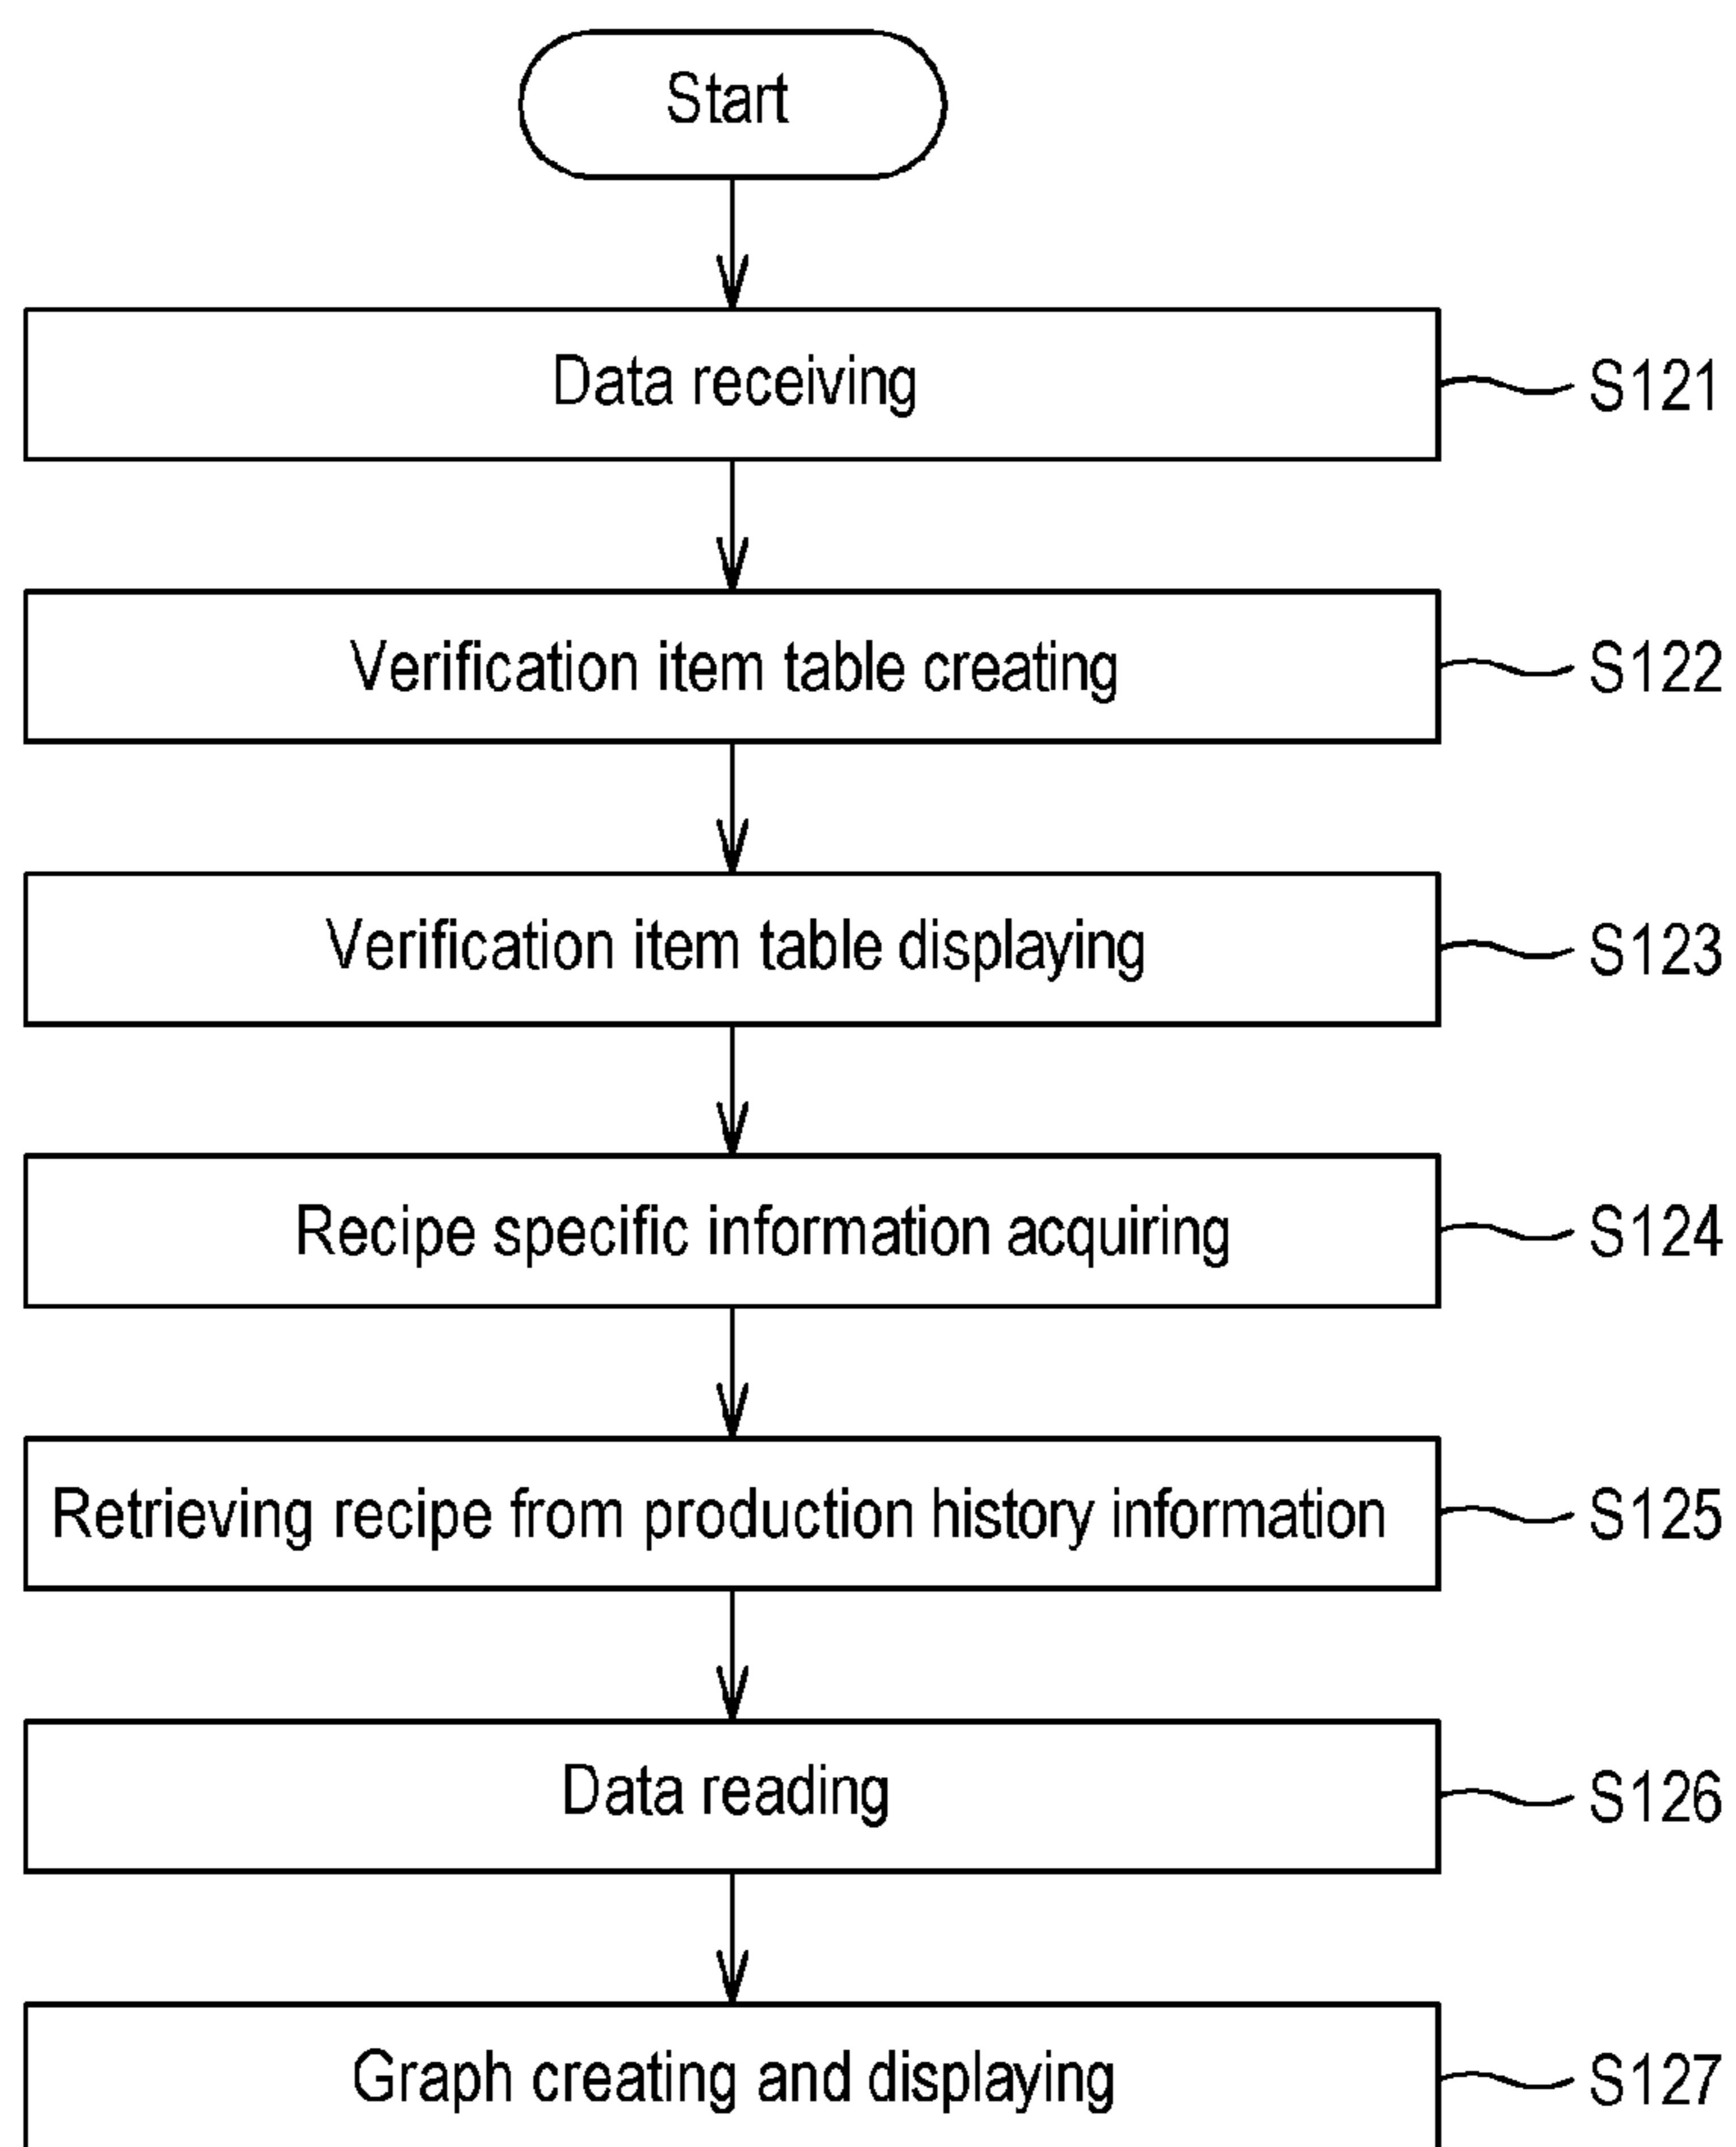 Start
Data receiving
S121
Verification item table creating
S122
Verification item table displaying
S123
Recipe specific information acquiring
S124
Retrieving recipe from production history information
S125
Data reading
S126
Graph creating and displaying
S127